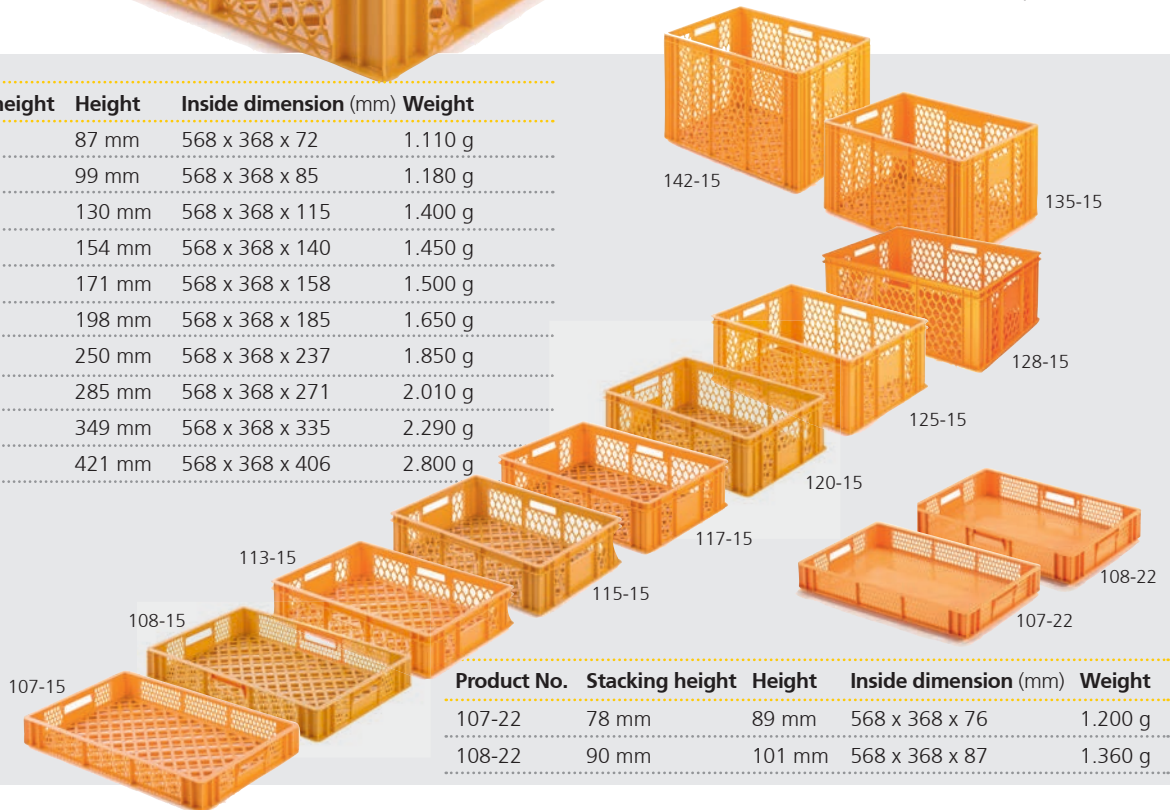 Height Inside dimension (mm) Weight
87 mm 568 x 368 x 72 1.110 g
99 mm 568 x 368 x 85 1.180 g
130 mm 568 x 368 x 115 1.400 g
154 mm 568 x 368 x 140 1.450 g
171 mm 568 x 368 x 158 1.500 g
198 mm 568 x 368 x 185 1.650 g
250 mm 568 x 368 x 237 1.850 g
285 mm 568 x 368 x 271 2.010 g
349 mm 568 x 368 x 335 2.290 g
421 mm 568 x 368 x 406 2.800 g
142-15
135-15
128-15
125-15
120-15
117-15
115-15
113-15
108-15
107-15
108-22
107-22
Product No. Stacking height Height Inside dimension (mm) Weight
107-22 78 mm 89 mm 568 x 368 x 76 1.200 g
108-22 90 mm 101 mm 568 x 368 x 87 1.360 g